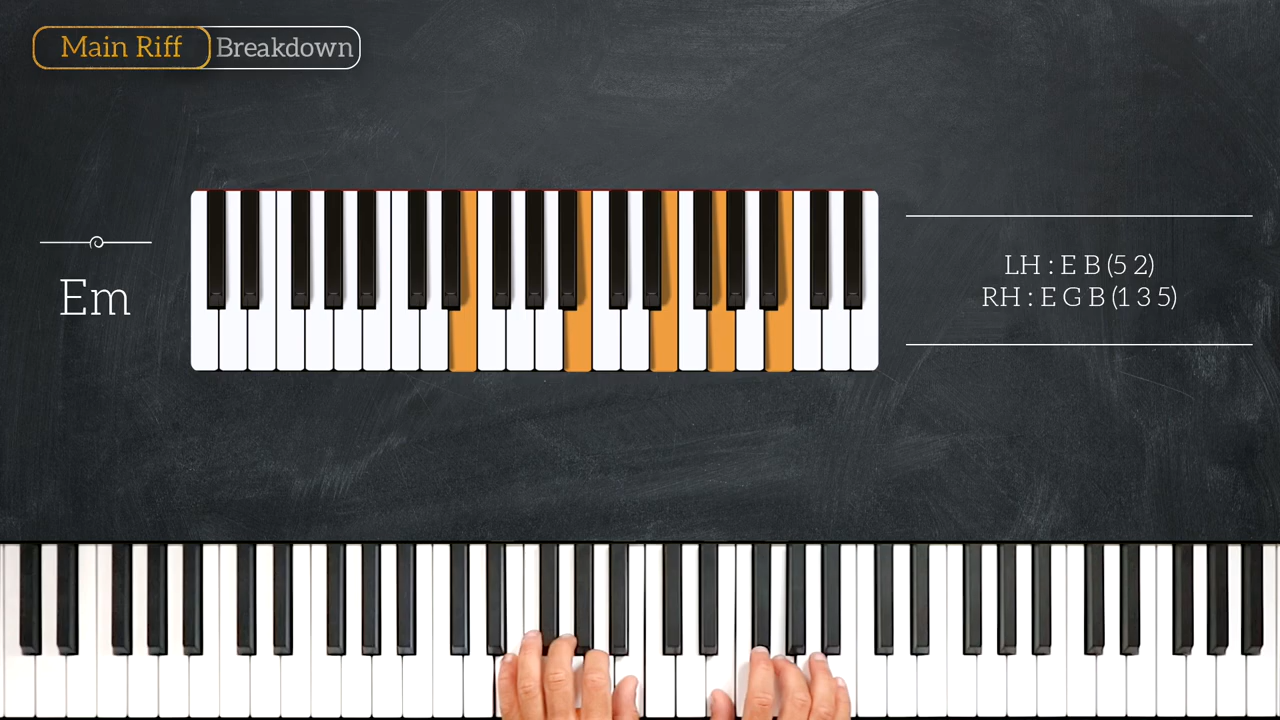 Main Riff Breakdown
Em
LH : E B (5 2)
RH : E G B (1 3 5)